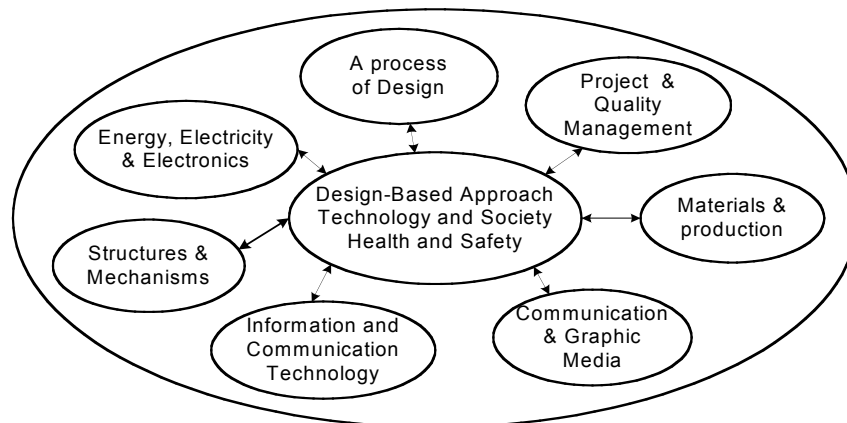 A process
of Design
Project & 
Quality
Management
Energy, Electricity
& Electronics
Design-Based Approach
Technology and Society
Health and Safety
Materials &
production
Structures &
Mechanisms
Information and
Communication
Technology
Communication
& Graphic
Media